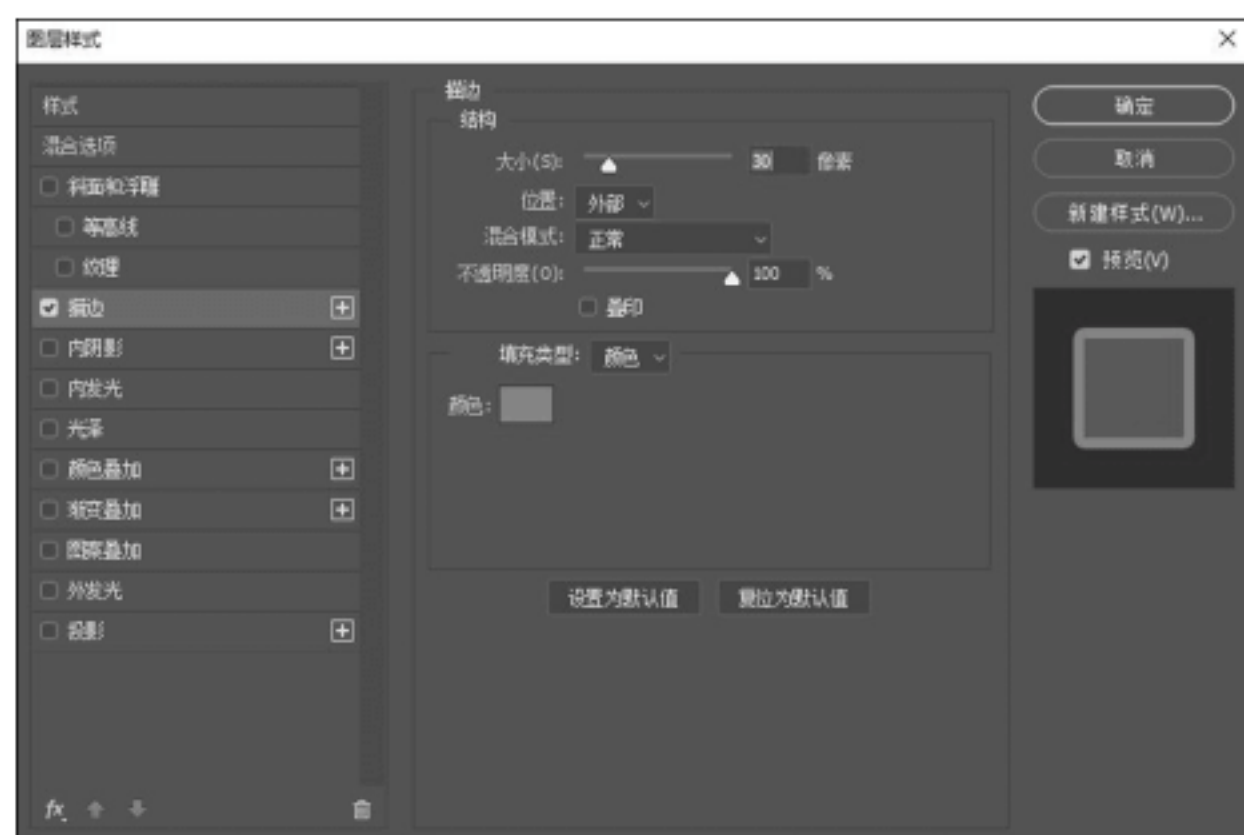 图层样式
样式
混合选项
斜面和浮雕
等高线
纹理
描边
内阴影
内发光
光泽
颜色叠加
渐变叠加
图案叠加
外发光
投影
fx
描边
结构
大小(S): 30 像素
位置: 外部
混合模式: 正常
不透明度(O): 100 %
叠印
填充类型: 颜色
颜色:
设置为默认值 复位为默认值
确定
取消
新建样式(W)...
预览(V)